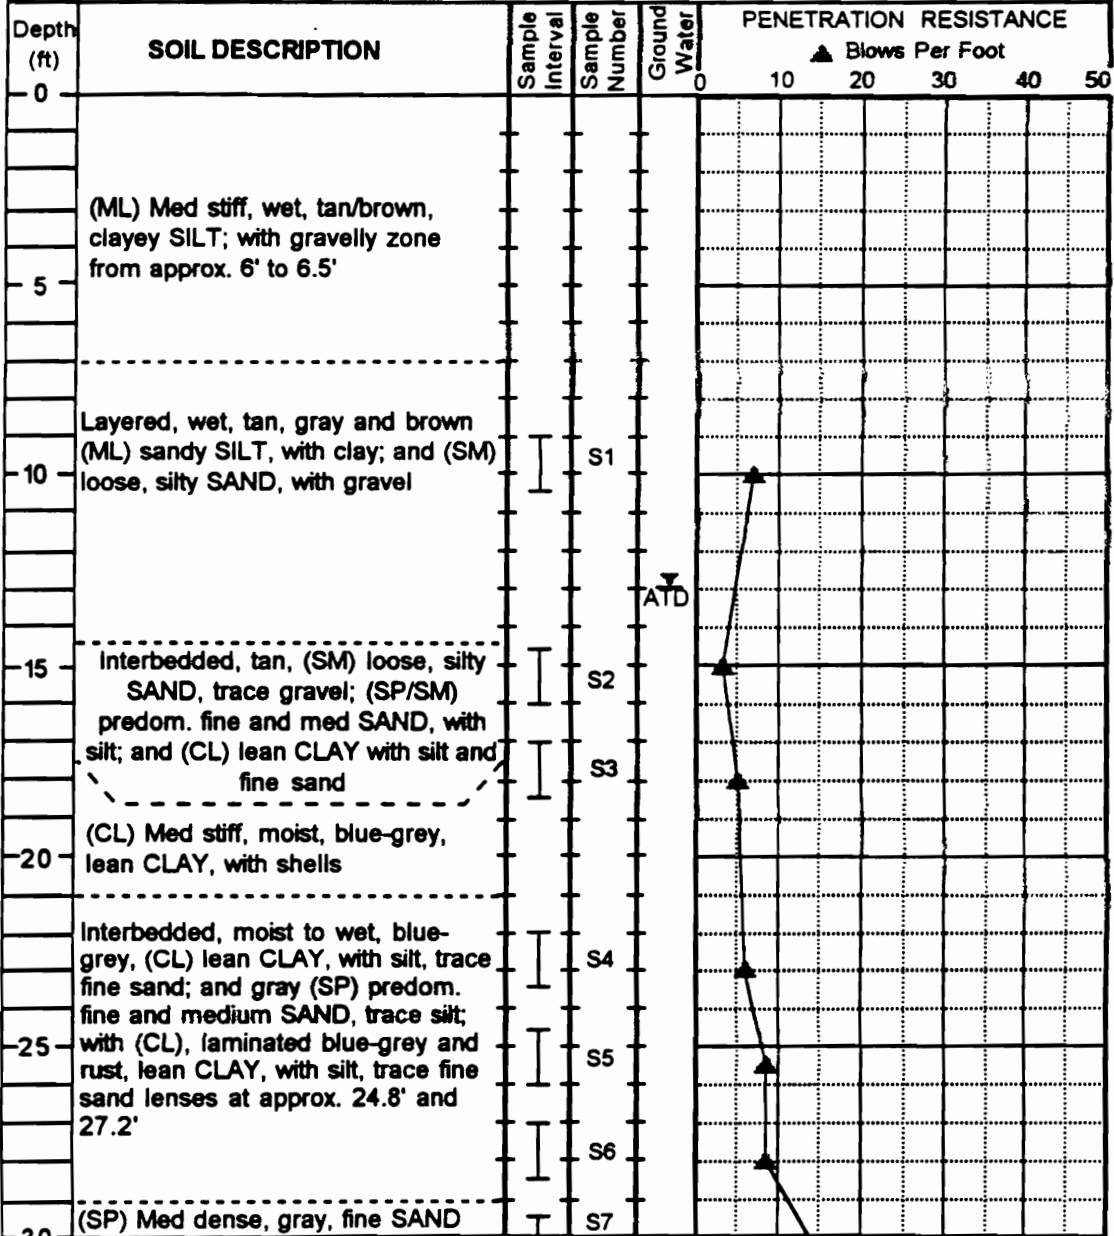 Depth
(ft)
SOIL DESCRIPTION
Sample
Interval
Sample
Number
Ground
Water
PENETRATION RESISTANCE
▲ Blows Per Foot
0 10 20 30 40 50
0
(ML) Med stiff, wet, tan/brown,
clayey SILT; with gravelly zone
from approx. 6' to 6.5'
5
Layered, wet, tan, gray and brown
(ML) sandy SILT, with clay; and (SM)
loose, silty SAND, with gravel
S1
10
ATD
Interbedded, tan, (SM) loose, silty
SAND, trace gravel; (SP/SM)
predom. fine and med SAND, with
silt; and (CL) lean CLAY with silt and
fine sand
15
S2
S3
(CL) Med stiff, moist, blue-grey,
lean CLAY, with shells
20
Interbedded, moist to wet, blue-
grey, (CL) lean CLAY, with silt, trace
fine sand; and gray (SP) predom.
fine and medium SAND, trace silt;
with (CL), laminated blue-grey and
rust, lean CLAY, with silt, trace fine
sand lenses at approx. 24.8' and
27.2'
S4
25
S5
S6
(SP) Med dense, gray, fine SAND
S7
30